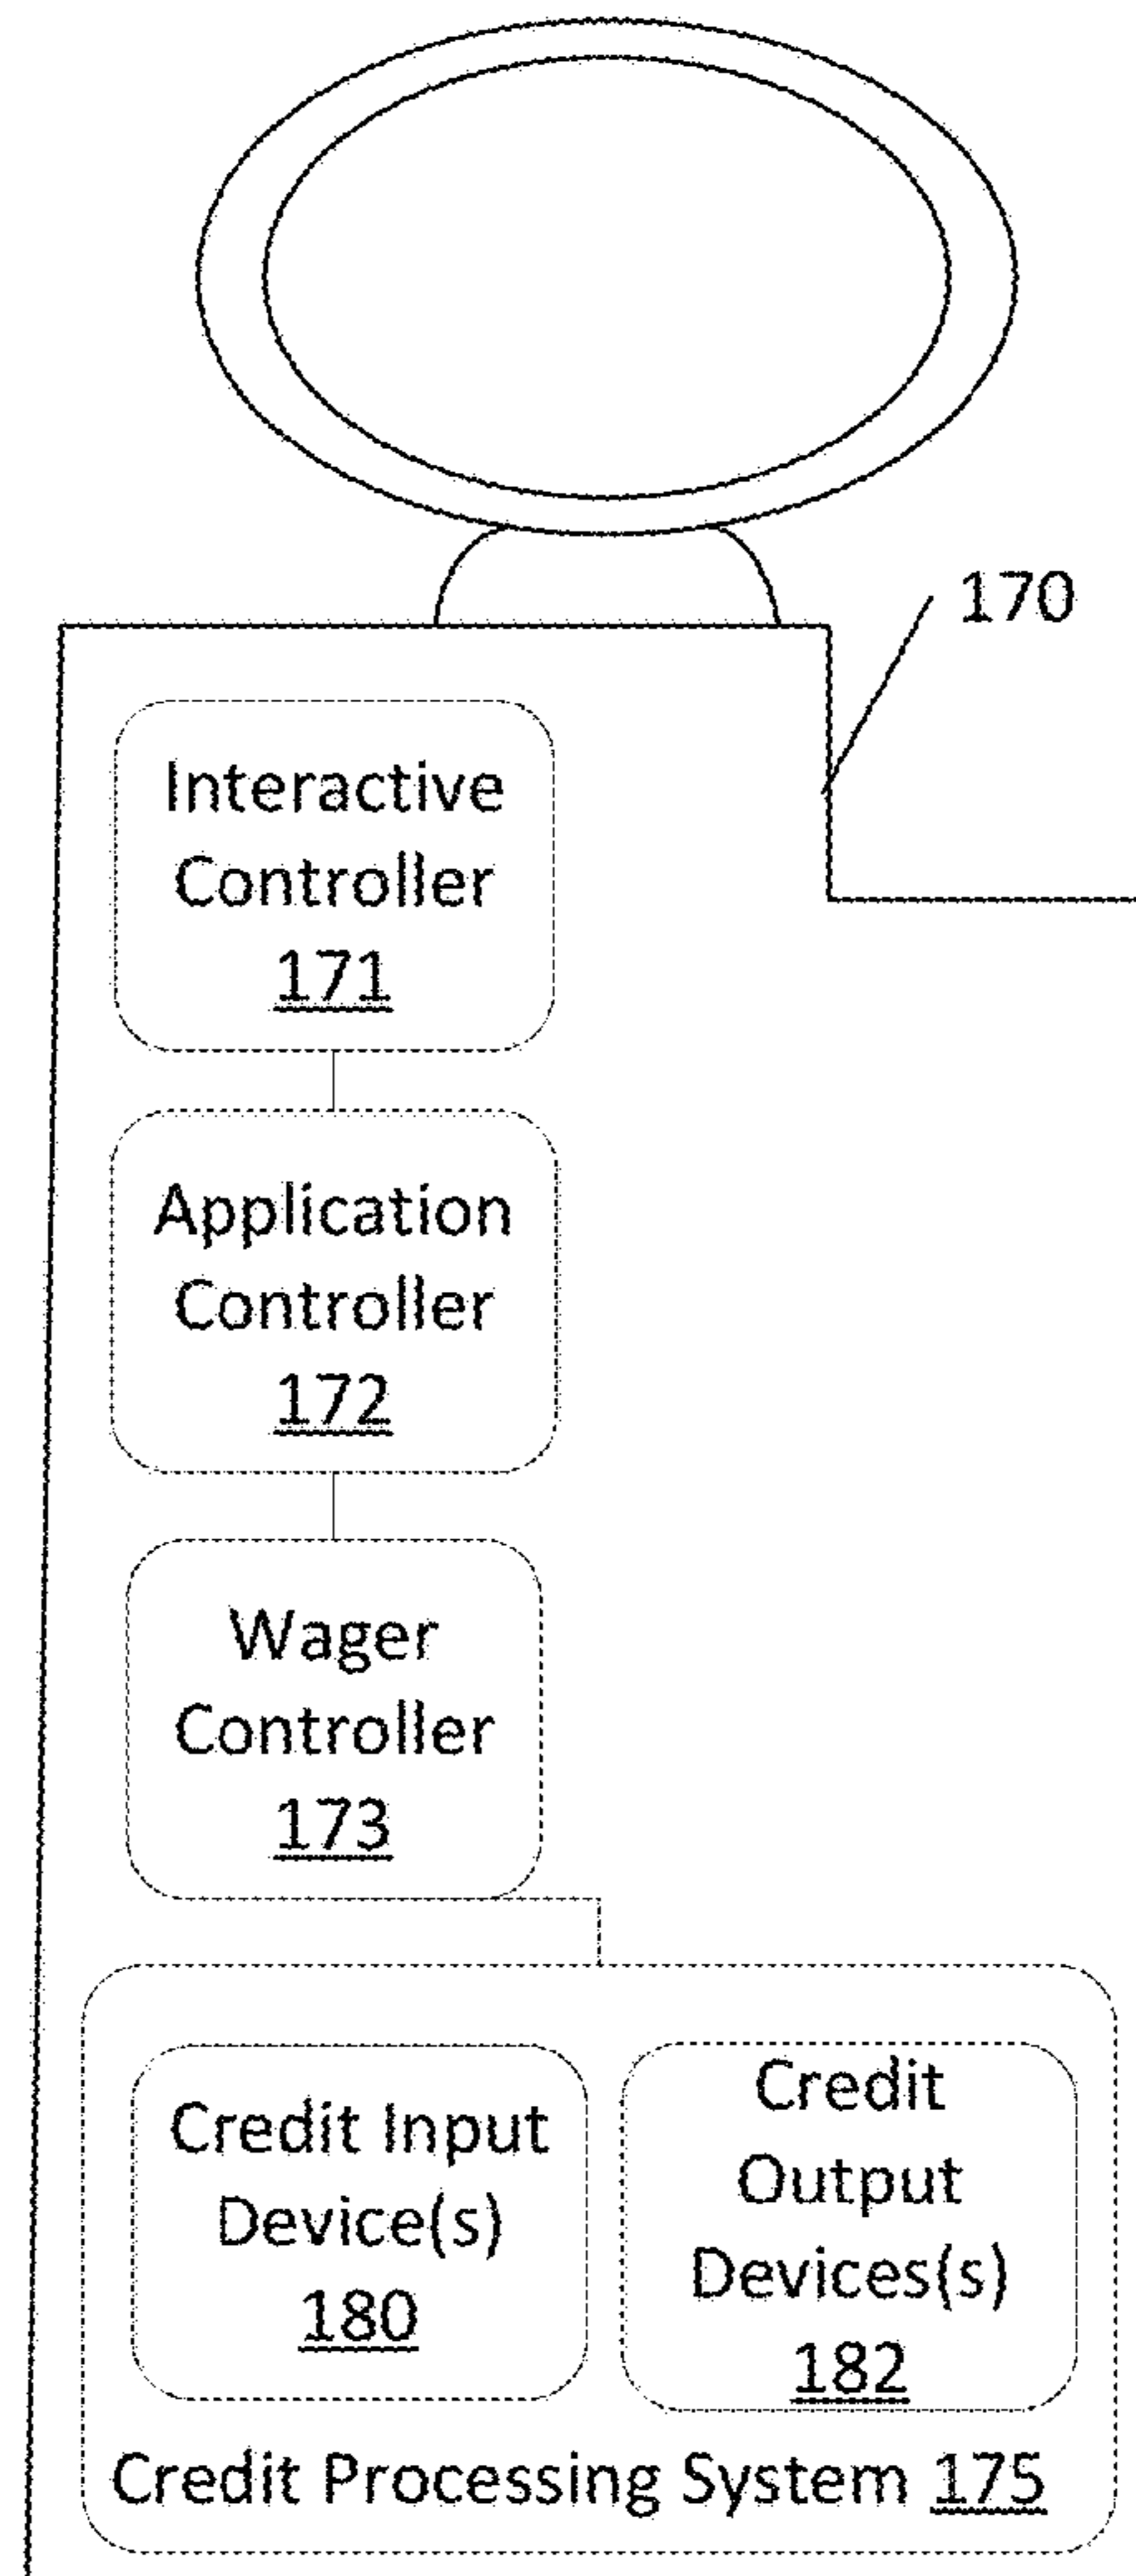 170
Interactive
Controller
171
Application
Controller
172
Wager
Controller
173
Credit Input
Device(s)
180
Credit
Output
Devices(s)
182
Credit Processing System 175